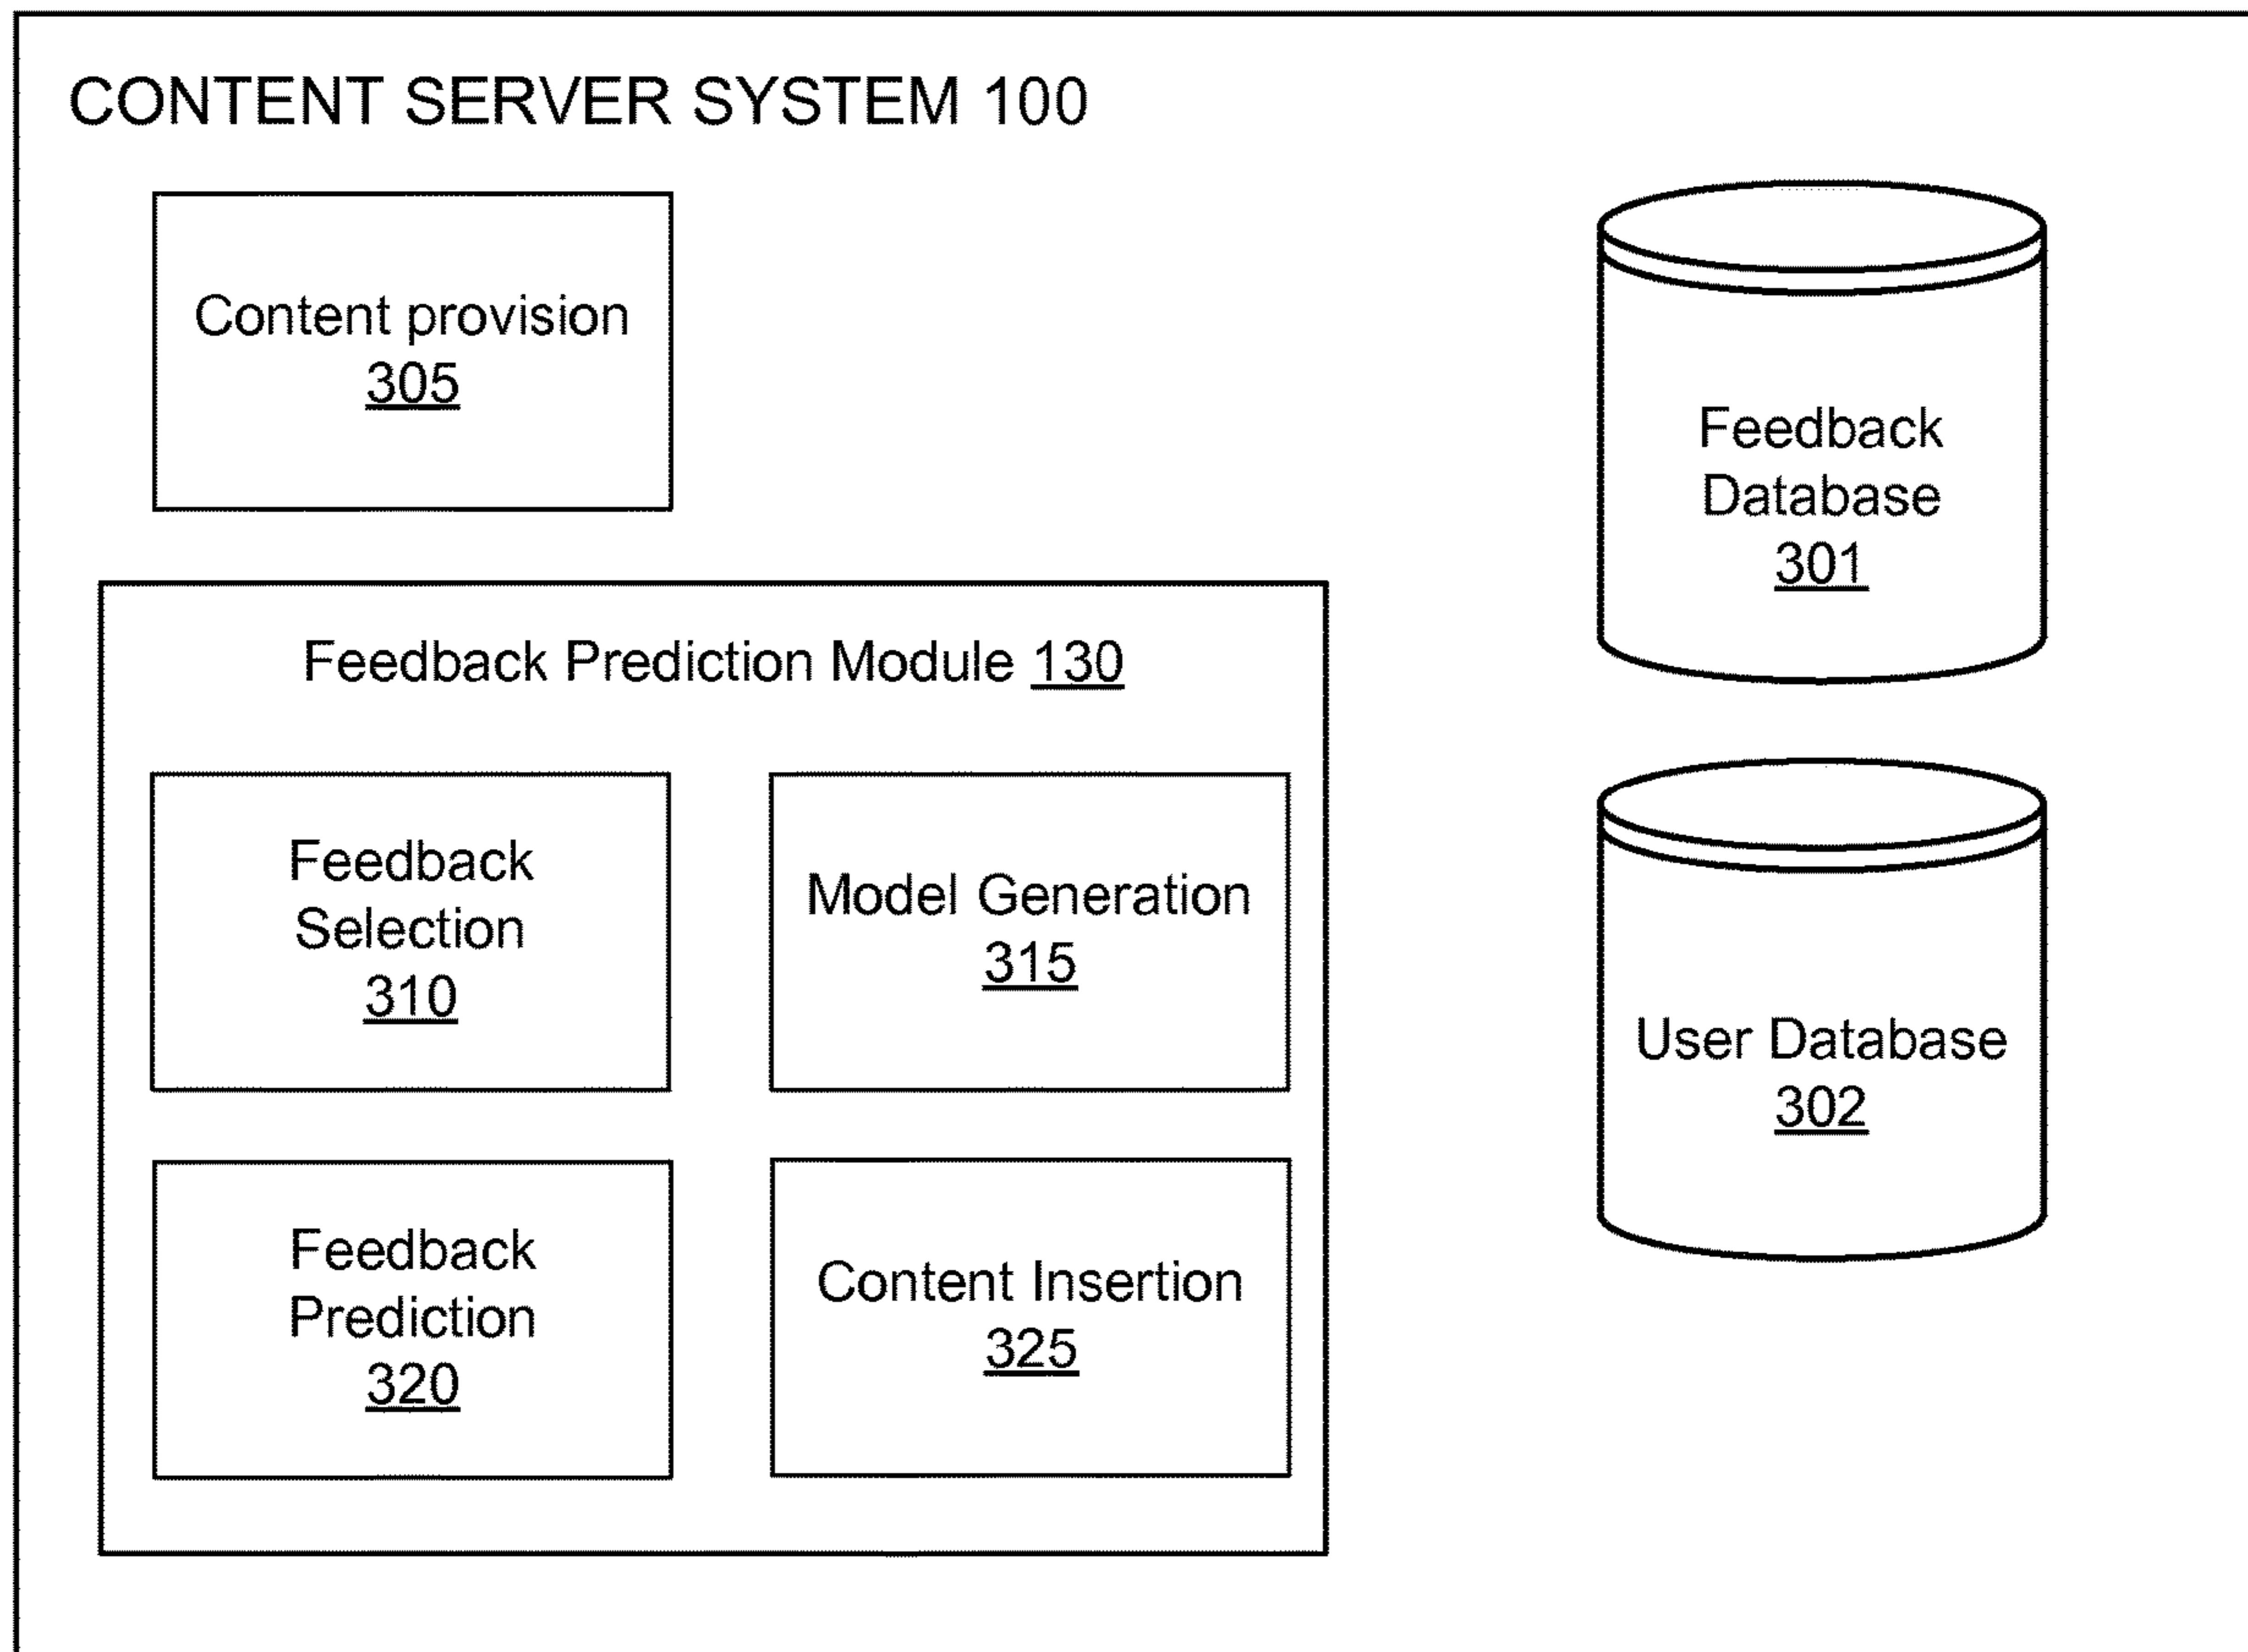 CONTENT SERVER SYSTEM 100
Content provision
305
Feedback
Database
301
Feedback Prediction Module 130
Feedback
Selection
310
Model Generation
315
User Database
302
Feedback
Prediction
320
Content Insertion
325